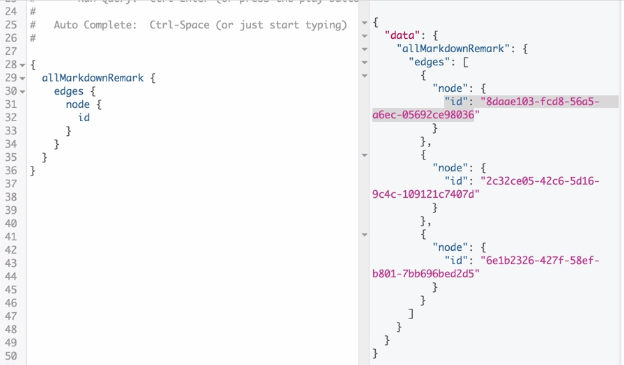 24 #
25 #   Auto Complete:  Ctrl-Space (or just start typing)
26 #
27
28 {
29   allMarkdownRemark {
30     edges {
31       node {
32         id
33       }
34     }
35   }
36 }
37
38
39
40
41
42
43
44
45
46
47
48
49
50
{
  "data": {
    "allMarkdownRemark": {
      "edges": [
        {
          "node": {
            "id": "8daae103-fcd8-56a5-
a6ec-05692ce98036"
          }
        },
        {
          "node": {
            "id": "2c32ce05-42c6-5d16-
9c4c-109121c7407d"
          }
        },
        {
          "node": {
            "id": "6e1b2326-427f-58ef-
b801-7bb696bed2d5"
          }
        }
      ]
    }
  }
}